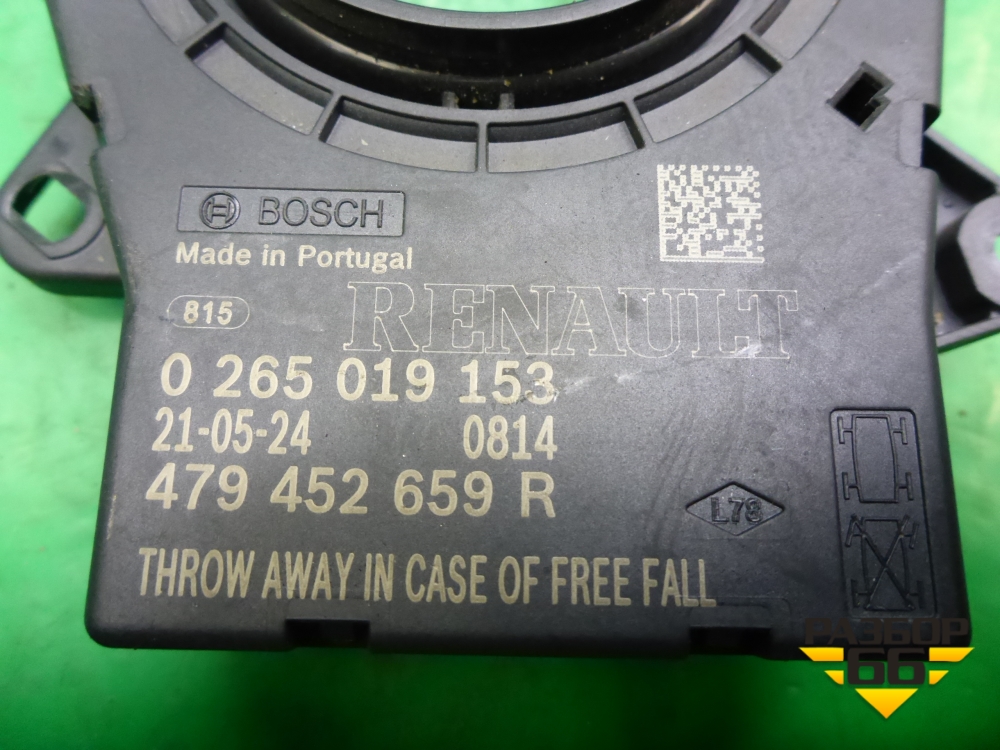 BOSCH
Made in Portugal
815
RENAULT
0 265 019 153
21-05-24 0814
479 452 659 R
L78
THROW AWAY IN CASE OF FREE FALL
РАЗБОР
66